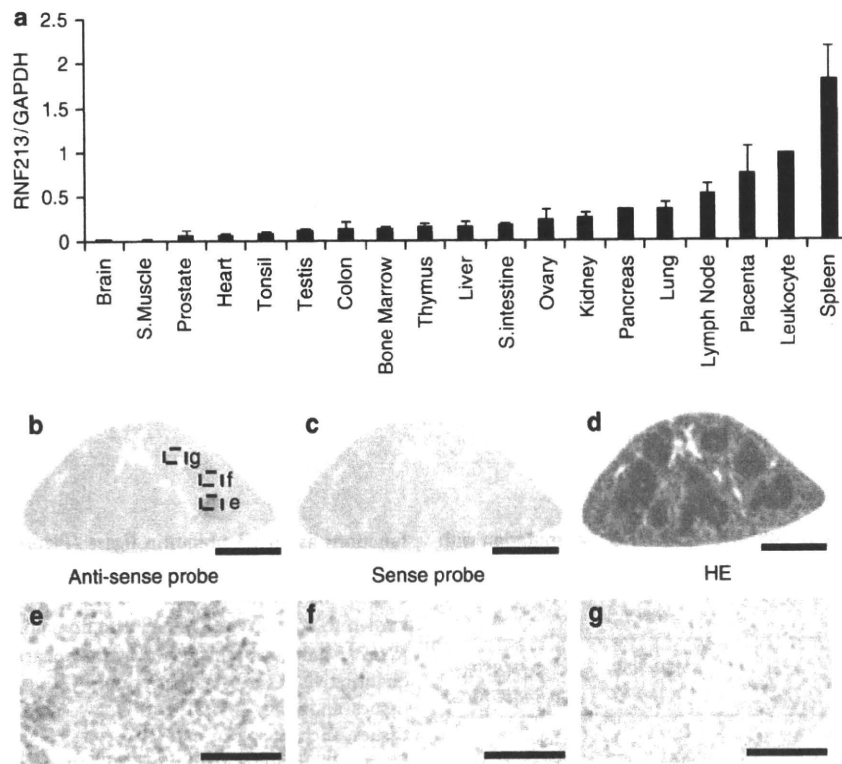 a
RNF213/GAPDH
2.5
2
1.5
1
0.5
0
Brain
S.Muscle
Prostate
Heart
Tonsil
Testis
Colon
Bone Marrow
Thymus
Liver
S.intestine
Ovary
Kidney
Pancreas
Lung
Lymph Node
Placenta
Leukocyte
Spleen
b
g
f
e
c
d
Anti-sense probe
Sense probe
HE
e
f
g